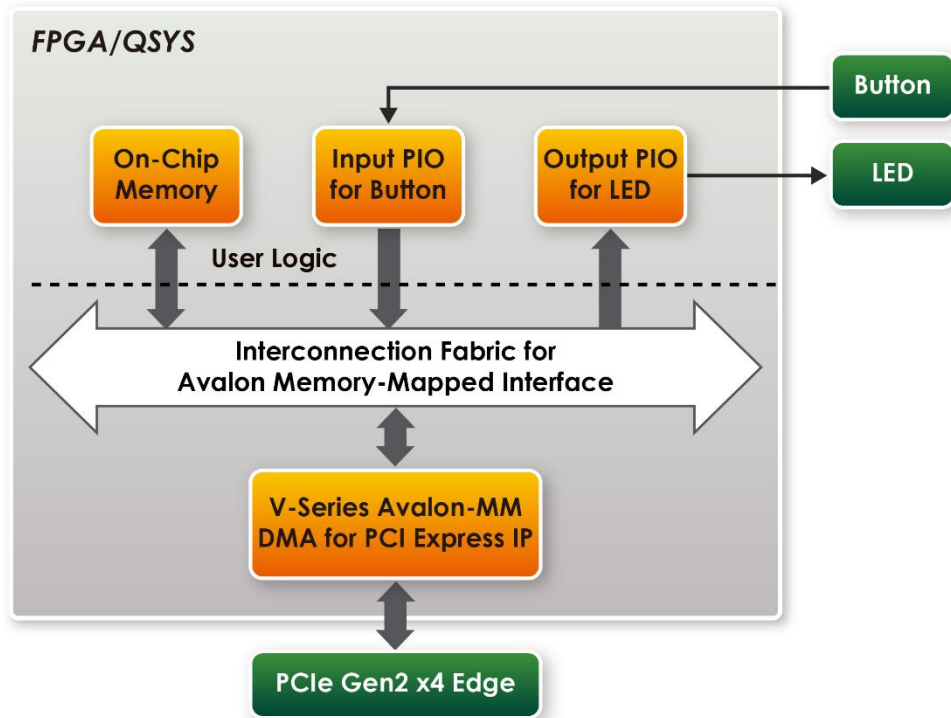 FPGA/QSYS
Button
On-Chip
Memory
Input PIO
for Button
Output PIO
for LED
LED
User Logic
Interconnection Fabric for
Avalon Memory-Mapped Interface
V-Series Avalon-MM
DMA for PCI Express IP
PCIe Gen2 x4 Edge